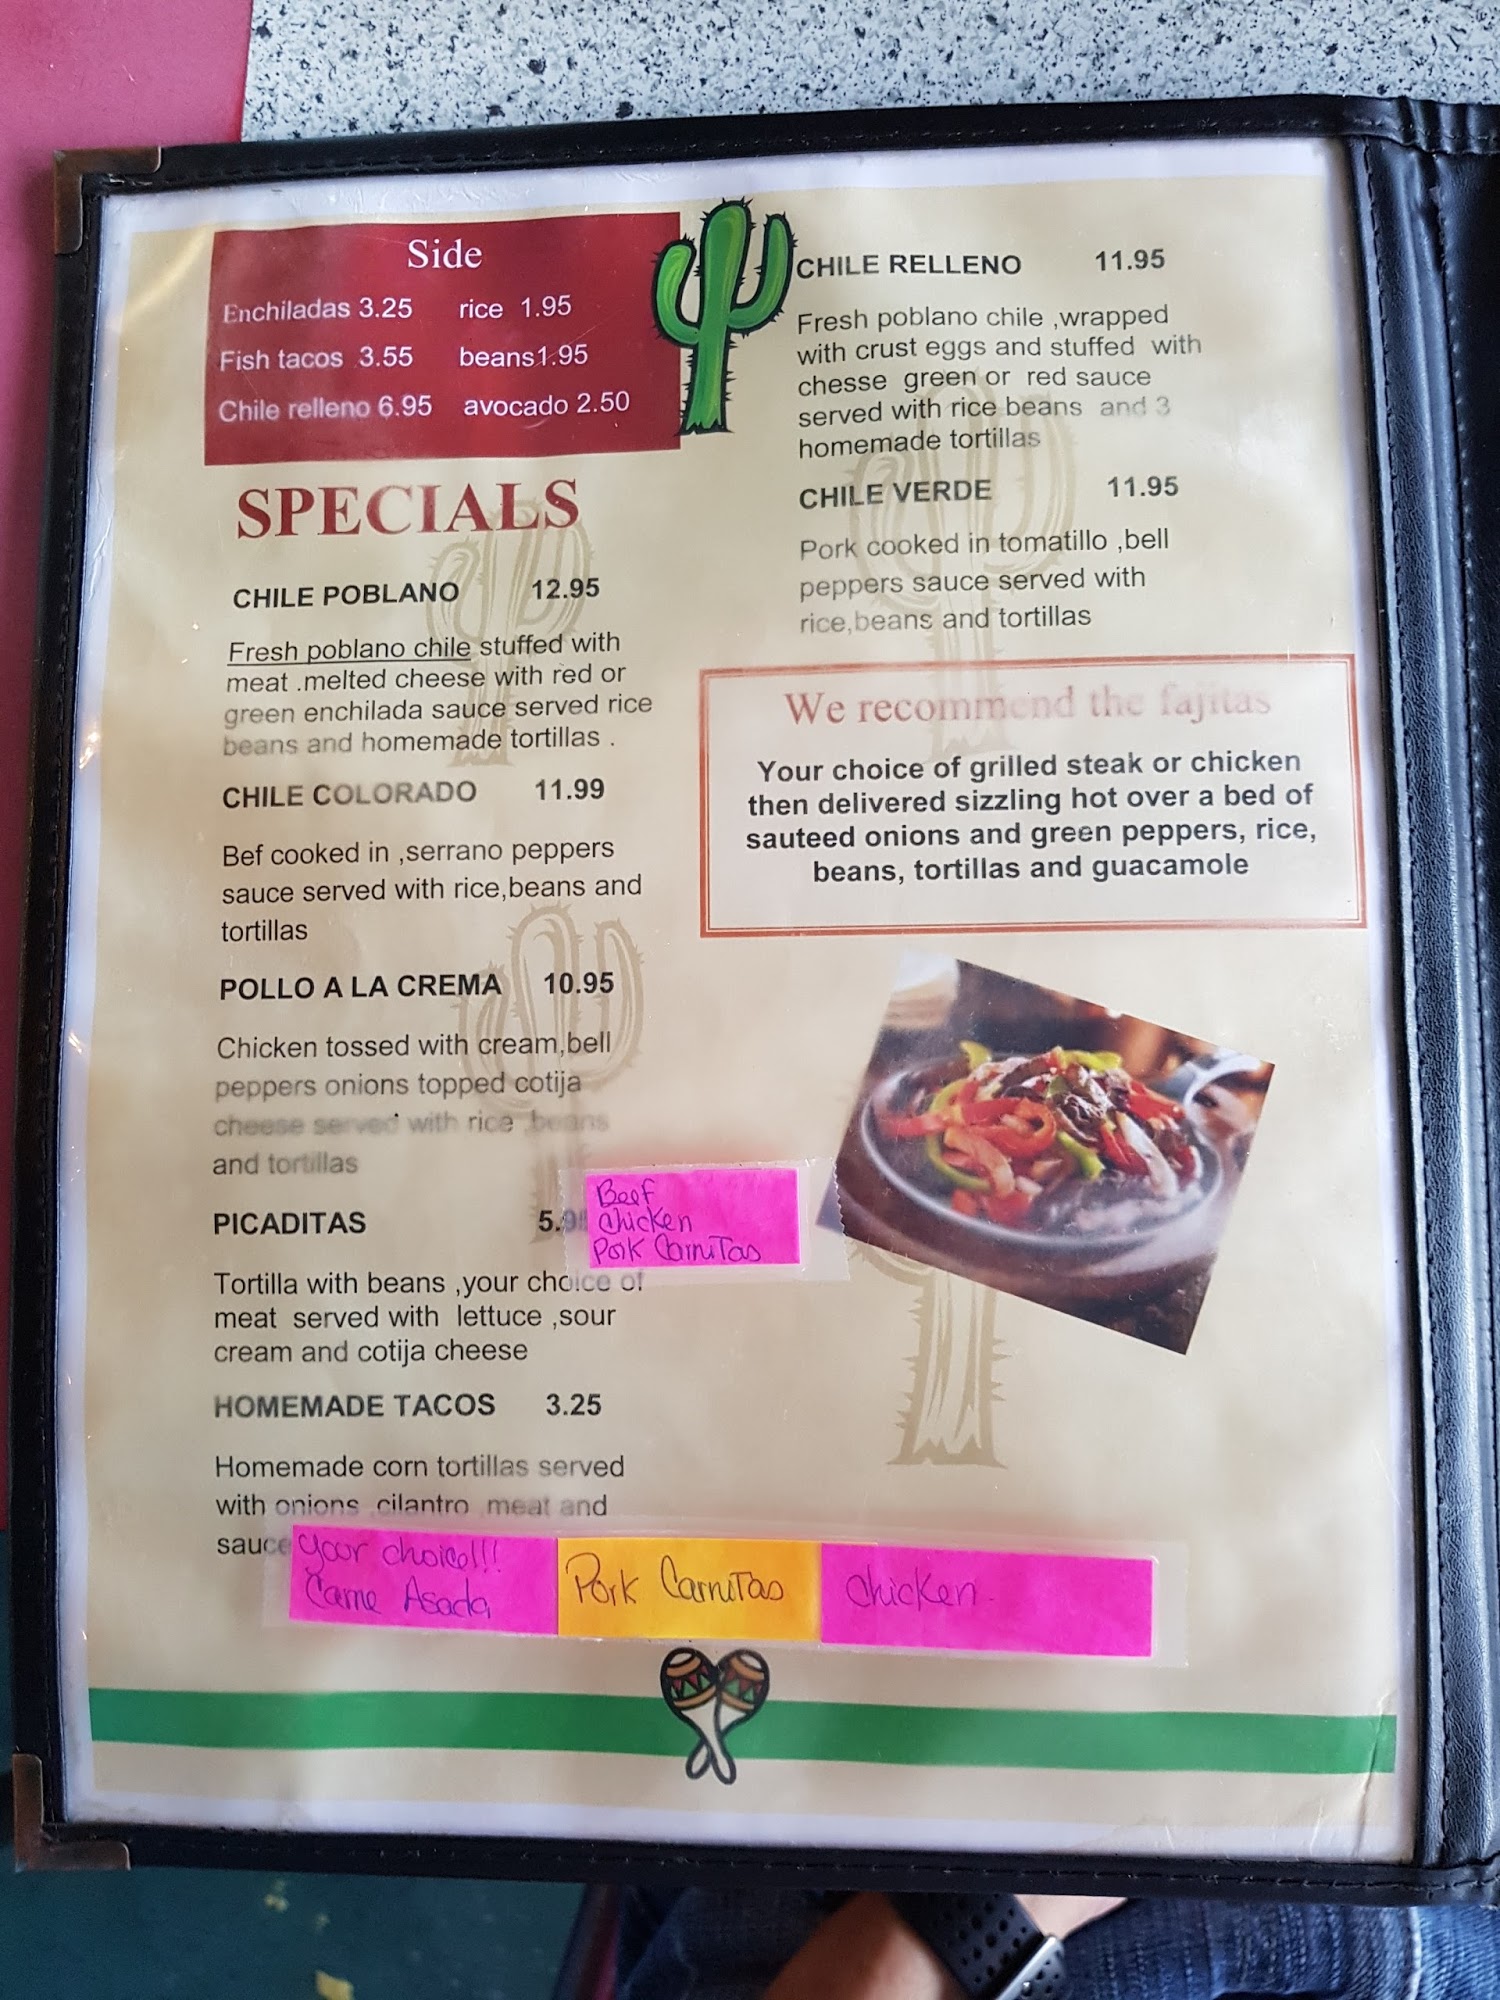 Side
Enchiladas 3.25 rice 1.95
Fish tacos 3.55 beans1.95
Chile relleno 6.95 avocado 2.50
SPECIALS
CHILE POBLANO 12.95
Fresh poblano chile stuffed with
meat .melted cheese with red or
green enchilada sauce served rice
beans and homemade tortillas .
CHILE COLORADO 11.99
Bef cooked in ,serrano peppers
sauce served with rice,beans and
tortillas
POLLO A LA CREMA 10.95
Chicken tossed with cream,bell
peppers onions topped cotija
cheese served with rice ,beans
and tortillas
PICADITAS 5.95
Beef
Chicken
Pork Carnitas
Tortilla with beans ,your choice of
meat served with lettuce ,sour
cream and cotija cheese
HOMEMADE TACOS 3.25
Homemade corn tortillas served
with onions ,cilantro ,meat and
sauce
Your choice!!!
Carne Asada
Pork Carnitas
Chicken
CHILE RELLENO 11.95
Fresh poblano chile ,wrapped
with crust eggs and stuffed with
chesse green or red sauce
served with rice beans and 3
homemade tortillas
CHILE VERDE 11.95
Pork cooked in tomatillo ,bell
peppers sauce served with
rice,beans and tortillas
We recommend the fajitas
Your choice of grilled steak or chicken
then delivered sizzling hot over a bed of
sauteed onions and green peppers, rice,
beans, tortillas and guacamole